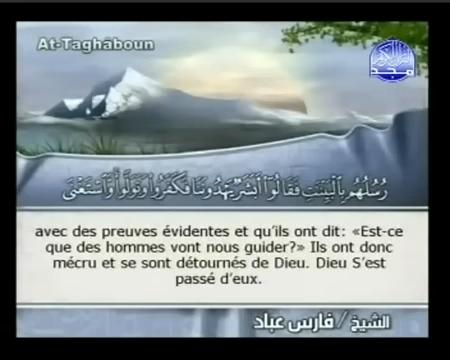 At-Taghâboun
مجد
رُسُلُهُم بِالْبَيِّنَٰتِ فَقَالُوٓا۟ أَبَشَرٌ يَهْدُونَنَا فَكَفَرُوا۟ وَتَوَلَّوا۟ ۚ وَّاسْتَغْنَى
avec des preuves évidentes et qu'ils ont dit: «Est-ce
que des hommes vont nous guider?» Ils ont donc
mécru et se sont détournés de Dieu. Dieu S'est
passé d'eux.
الشيخ / فارس عباد